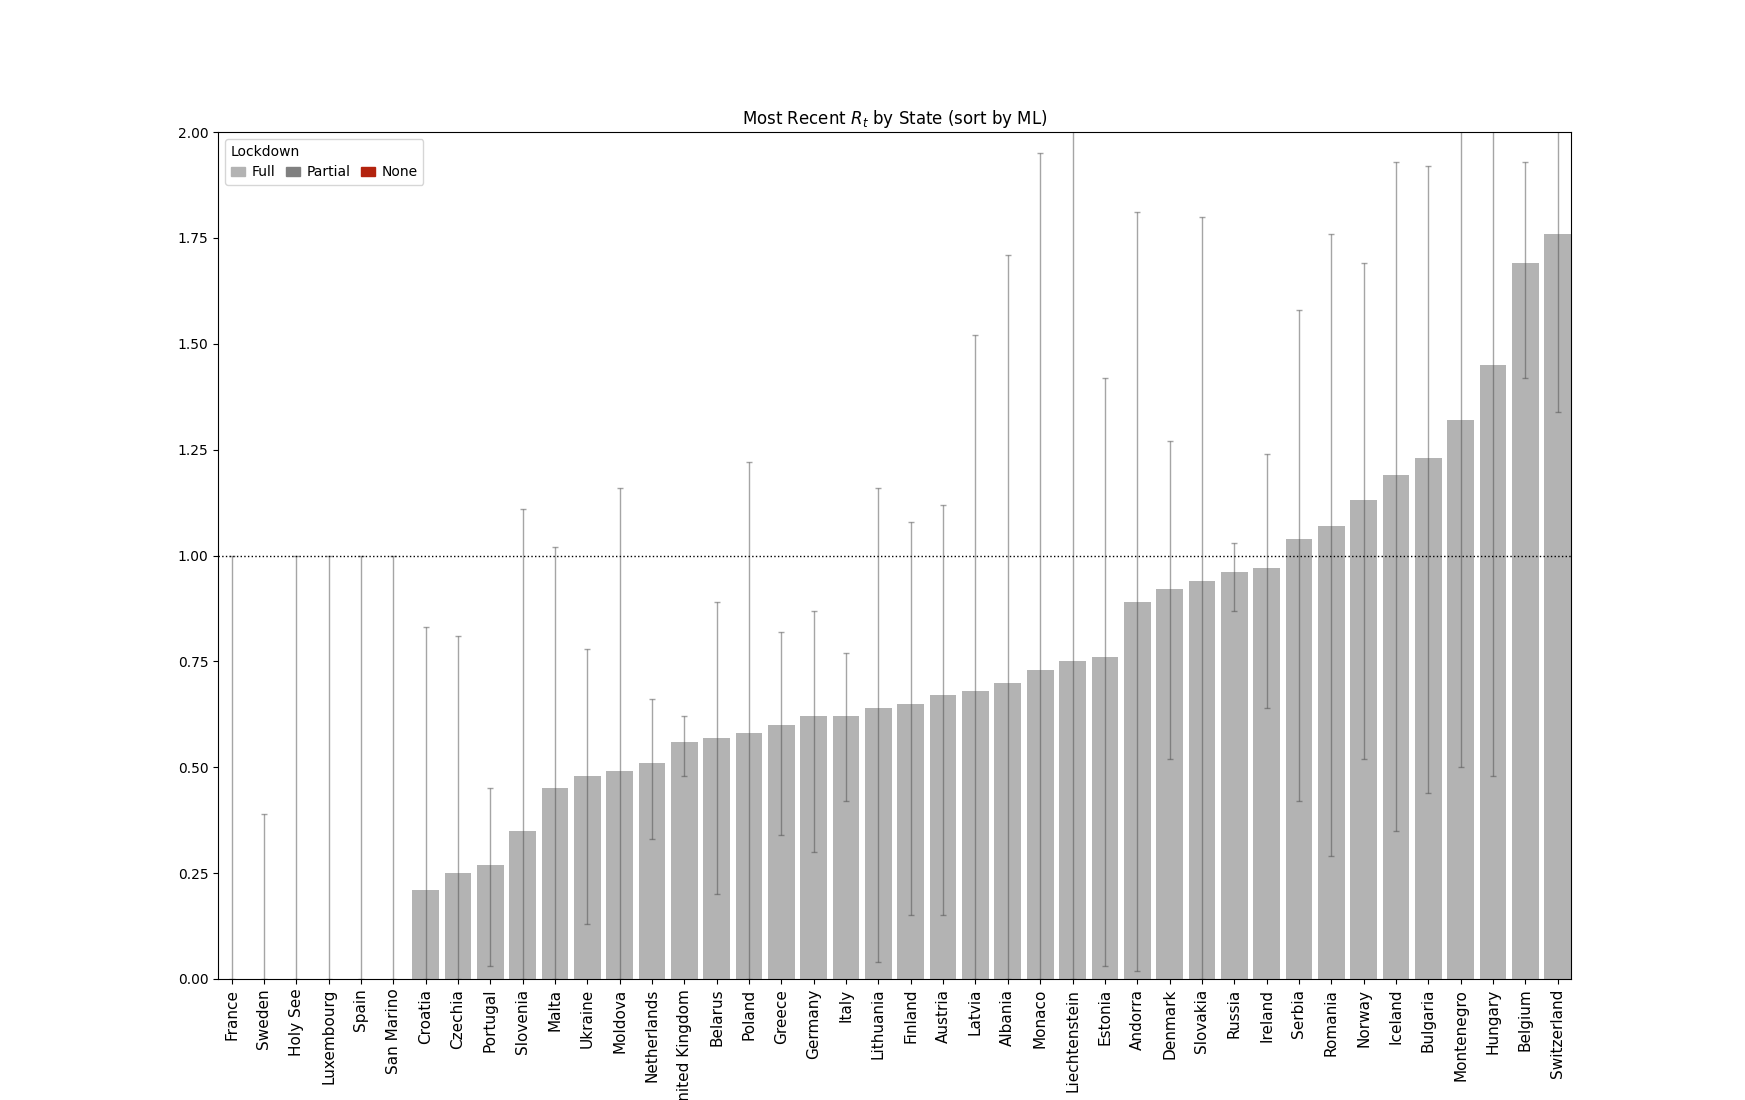 Most Recent R_t by State (sort by ML)
2.00
Lockdown
Full Partial None
1.75
1.50
1.25
1.00
0.75
0.50
0.25
0.00
France
Sweden
Holy See
Luxembourg
Spain
San Marino
Croatia
Czechia
Portugal
Slovenia
Malta
Ukraine
Moldova
Netherlands
nited Kingdom
Belarus
Poland
Greece
Germany
Italy
Lithuania
Finland
Austria
Latvia
Albania
Monaco
Liechtenstein
Estonia
Andorra
Denmark
Slovakia
Russia
Ireland
Serbia
Romania
Norway
Iceland
Bulgaria
Montenegro
Hungary
Belgium
Switzerland